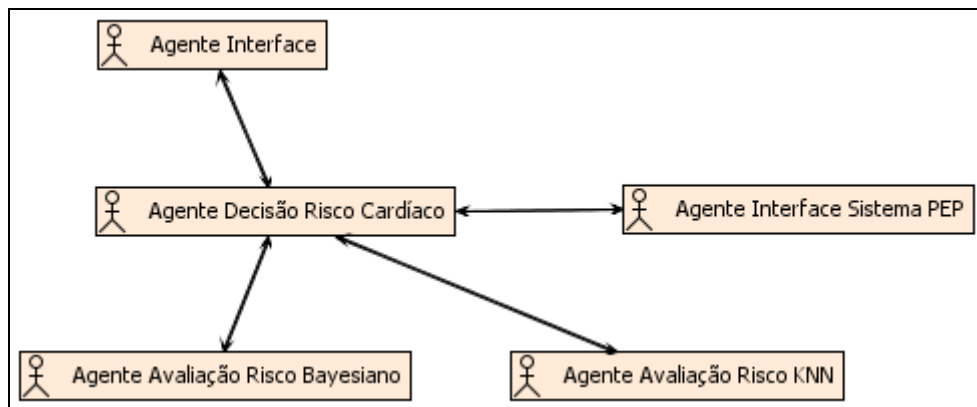 Agente Interface
Agente Decisão Risco Cardíaco
Agente Interface Sistema PEP
Agente Avaliação Risco Bayesiano
Agente Avaliação Risco KNN